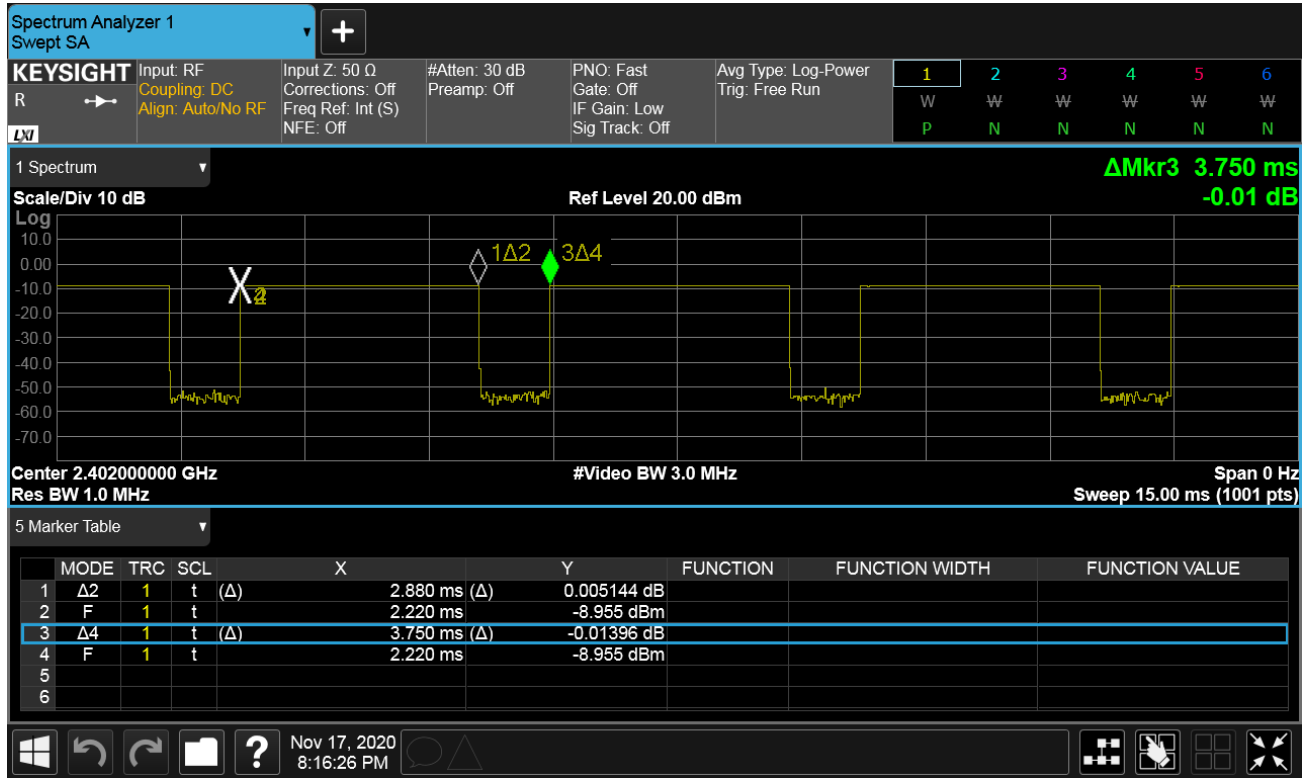 Spectrum Analyzer 1
Swept SA
+
KEYSIGHT Input: RF Input Z: 50 Ω #Atten: 30 dB PNO: Fast Avg Type: Log-Power 1 2 3 4 5 6
R Coupling: DC Corrections: Off Preamp: Off Gate: Off Trig: Free Run W W W W W W
Align: Auto/No RF Freq Ref: Int (S) IF Gain: Low
LXI NFE: Off Sig Track: Off P N N N N N
1 Spectrum ΔMkr3 3.750 ms
Scale/Div 10 dB Ref Level 20.00 dBm -0.01 dB
Log
10.0 1Δ2 3Δ4
0.00
-10.0
-20.0
-30.0
-40.0
-50.0
-60.0
-70.0
Center 2.402000000 GHz #Video BW 3.0 MHz Span 0 Hz
Res BW 1.0 MHz Sweep 15.00 ms (1001 pts)
5 Marker Table
MODE TRC SCL X Y FUNCTION FUNCTION WIDTH FUNCTION VALUE
1 Δ2 1 t (Δ) 2.880 ms (Δ) 0.005144 dB
2 F 1 t 2.220 ms -8.955 dBm
3 Δ4 1 t (Δ) 3.750 ms (Δ) -0.01396 dB
4 F 1 t 2.220 ms -8.955 dBm
5
6
? Nov 17, 2020
8:16:26 PM